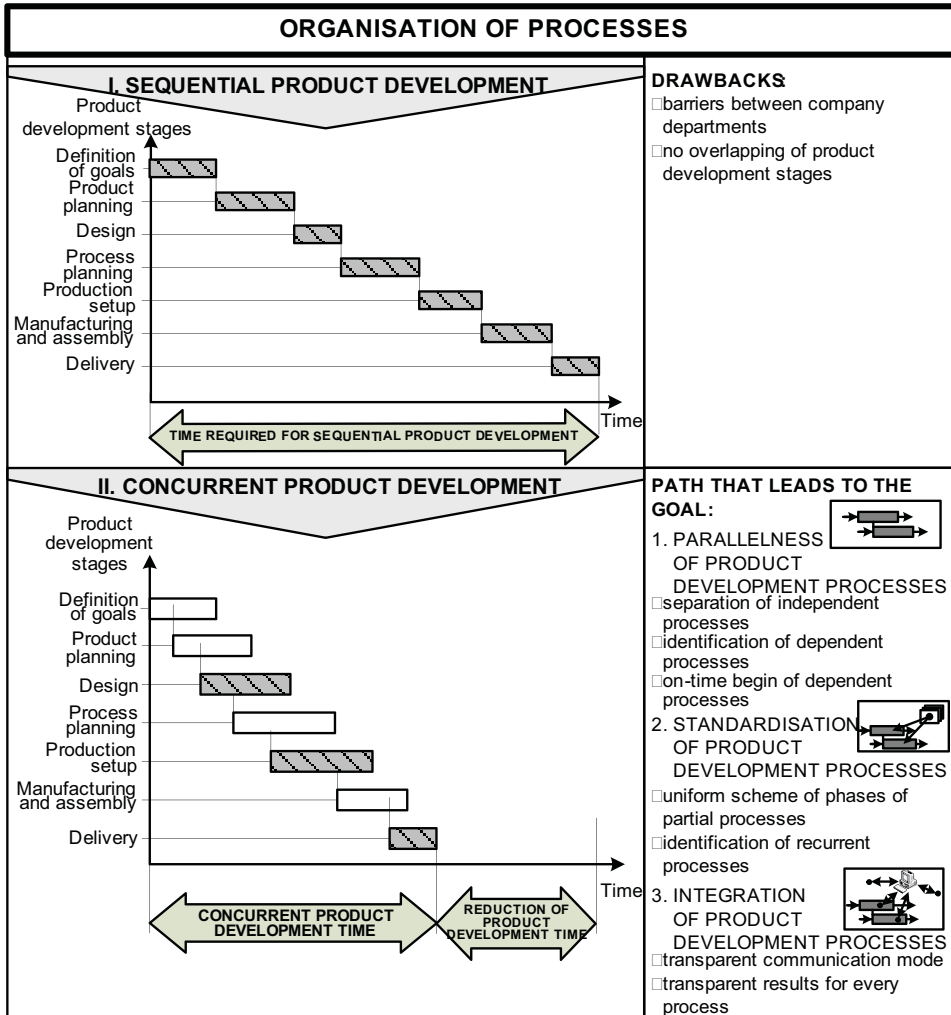 ORGANISATION OF PROCESSES
I. SEQUENTIAL PRODUCT DEVELOPMENT
Product
development stages
Definition
of goals
Product
planning
Design
Process
planning
Production
setup
Manufacturing
and assembly
Delivery
Time
TIME REQUIRED FOR SEQUENTIAL PRODUCT DEVELOPMENT
DRAWBACKS:
□barriers between company
departments
□no overlapping of product
development stages
II. CONCURRENT PRODUCT DEVELOPMENT
Product
development
stages
Definition
of goals
Product
planning
Design
Process
planning
Production
setup
Manufacturing
and assembly
Delivery
Time
CONCURRENT PRODUCT
DEVELOPMENT TIME
REDUCTION OF
PRODUCT
DEVELOPMENT TIME
PATH THAT LEADS TO THE
GOAL:
1. PARALLELNESS
OF PRODUCT
DEVELOPMENT PROCESSES
□separation of independent
processes
□identification of dependent
processes
□on-time begin of dependent
processes
2. STANDARDISATION
OF PRODUCT
DEVELOPMENT PROCESSES
□uniform scheme of phases of
partial processes
□identification of recurrent
processes
3. INTEGRATION
OF PRODUCT
DEVELOPMENT PROCESSES
□transparent communication mode
□transparent results for every
process